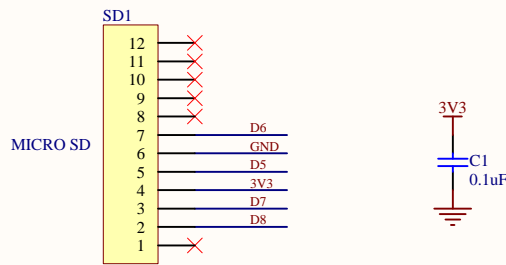 SD1
12
11
10
9
8
7 D6
MICRO SD
6 GND
5 D5
4 3V3
3 D7
2 D8
1
3V3
C1
0.1uF